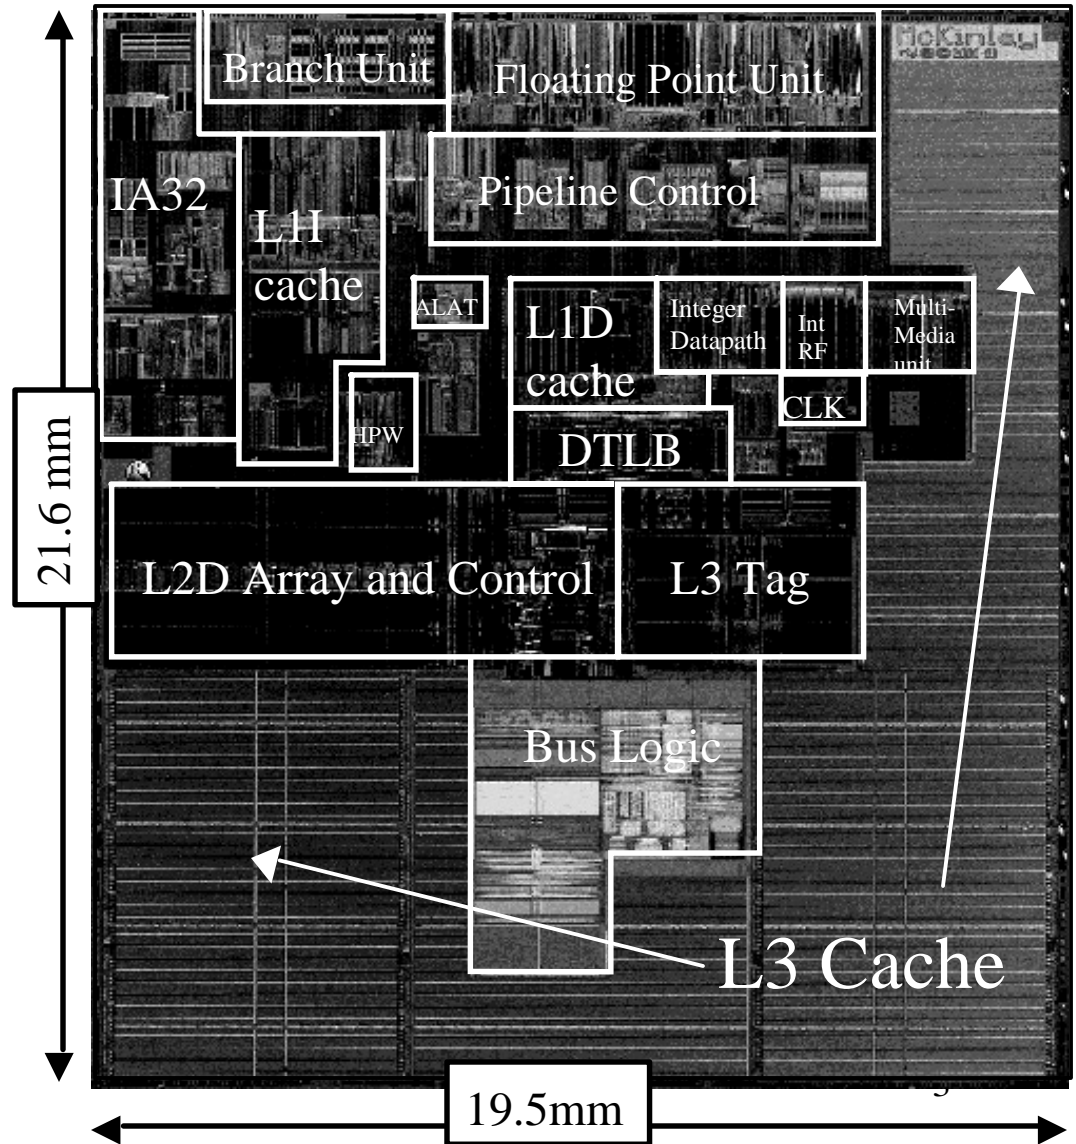 McKinley
Branch Unit
Floating Point Unit
IA32
Pipeline Control
L1I
cache
ALAT
L1D
cache
Integer
Datapath
Int
RF
Multi-
Media
unit
HPW
CLK
DTLB
21.6 mm
L2D Array and Control
L3 Tag
Bus Logic
L3 Cache
19.5mm